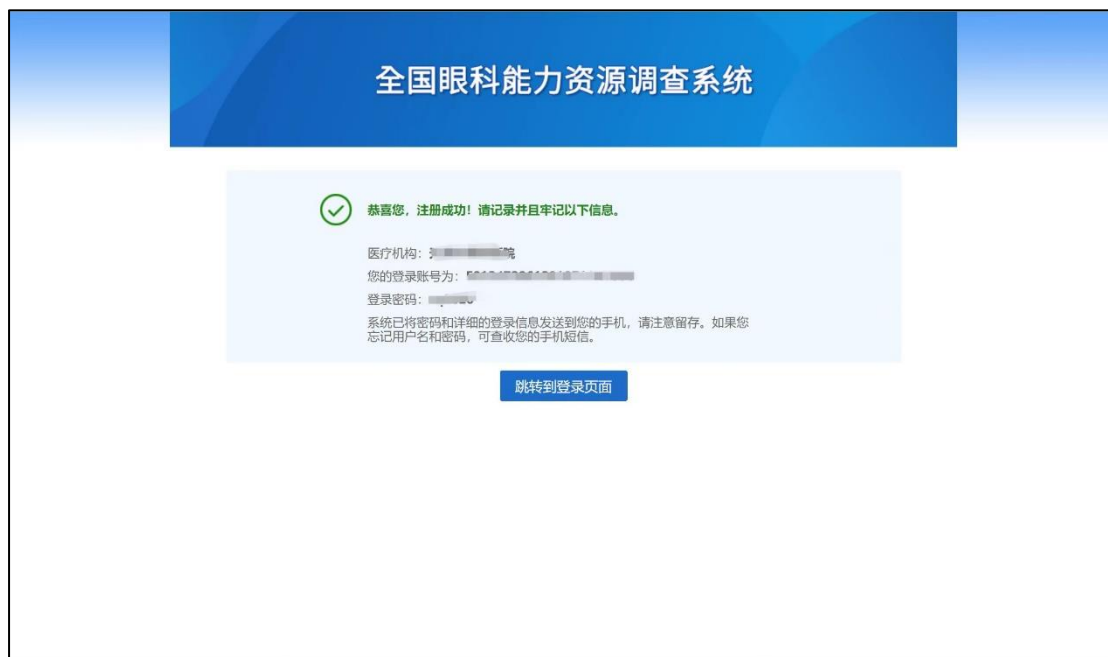 全国眼科能力资源调查系统
恭喜您，注册成功！请记录并且牢记以下信息。
医疗机构：院
您的登录账号为：
登录密码：
系统已将密码和详细的登录信息发送到您的手机，请注意留存。如果您
忘记用户名和密码，可查收您的手机短信。
跳转到登录页面